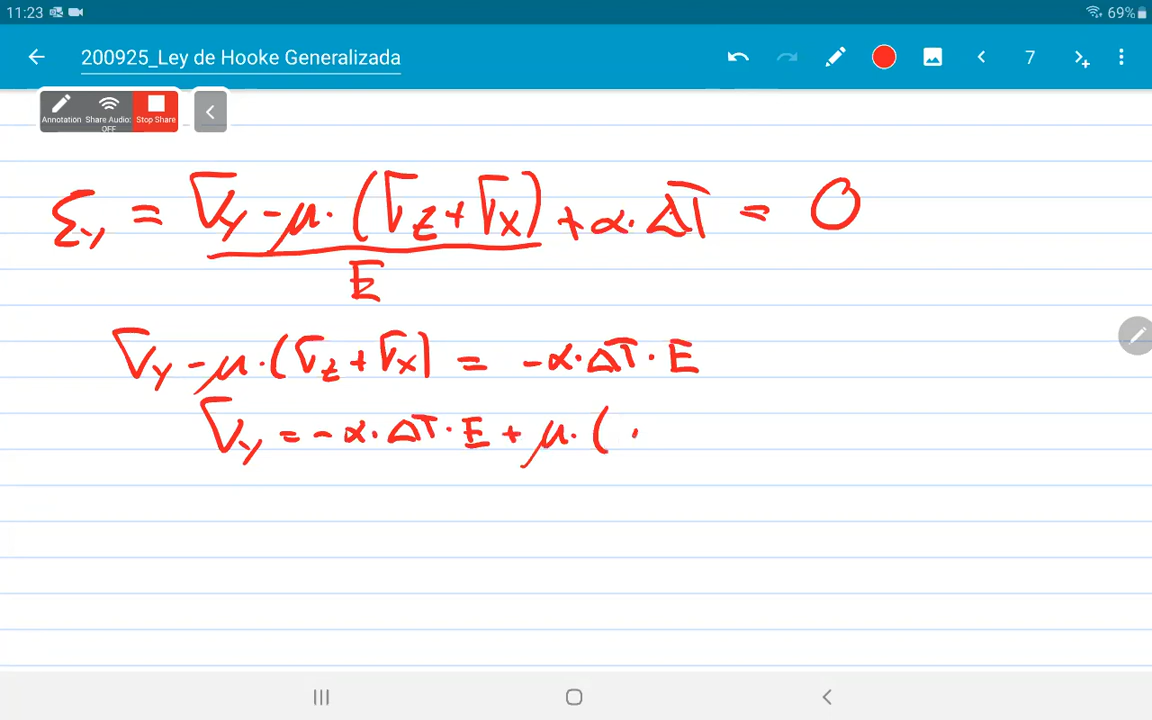 11:23 69%
200925_Ley de Hooke Generalizada 7
Annotation Share Audio: OFF Stop Share
εy = (σy - μ·(σz + σx)) / E + α·ΔT = 0
σy - μ·(σz + σx) = -α·ΔT·E
σy = -α·ΔT·E + μ·(